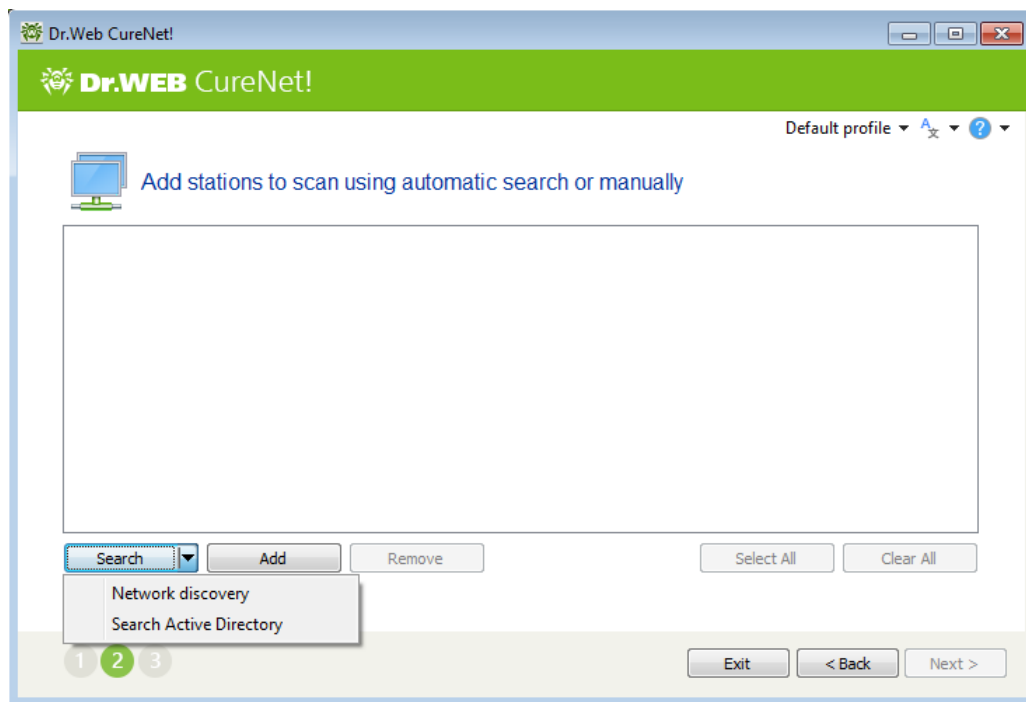 Dr.Web CureNet!
Dr.WEB CureNet!
Default profile
Add stations to scan using automatic search or manually
Search Add Remove Select All Clear All
Network discovery
Search Active Directory
1 2 3 Exit < Back Next >